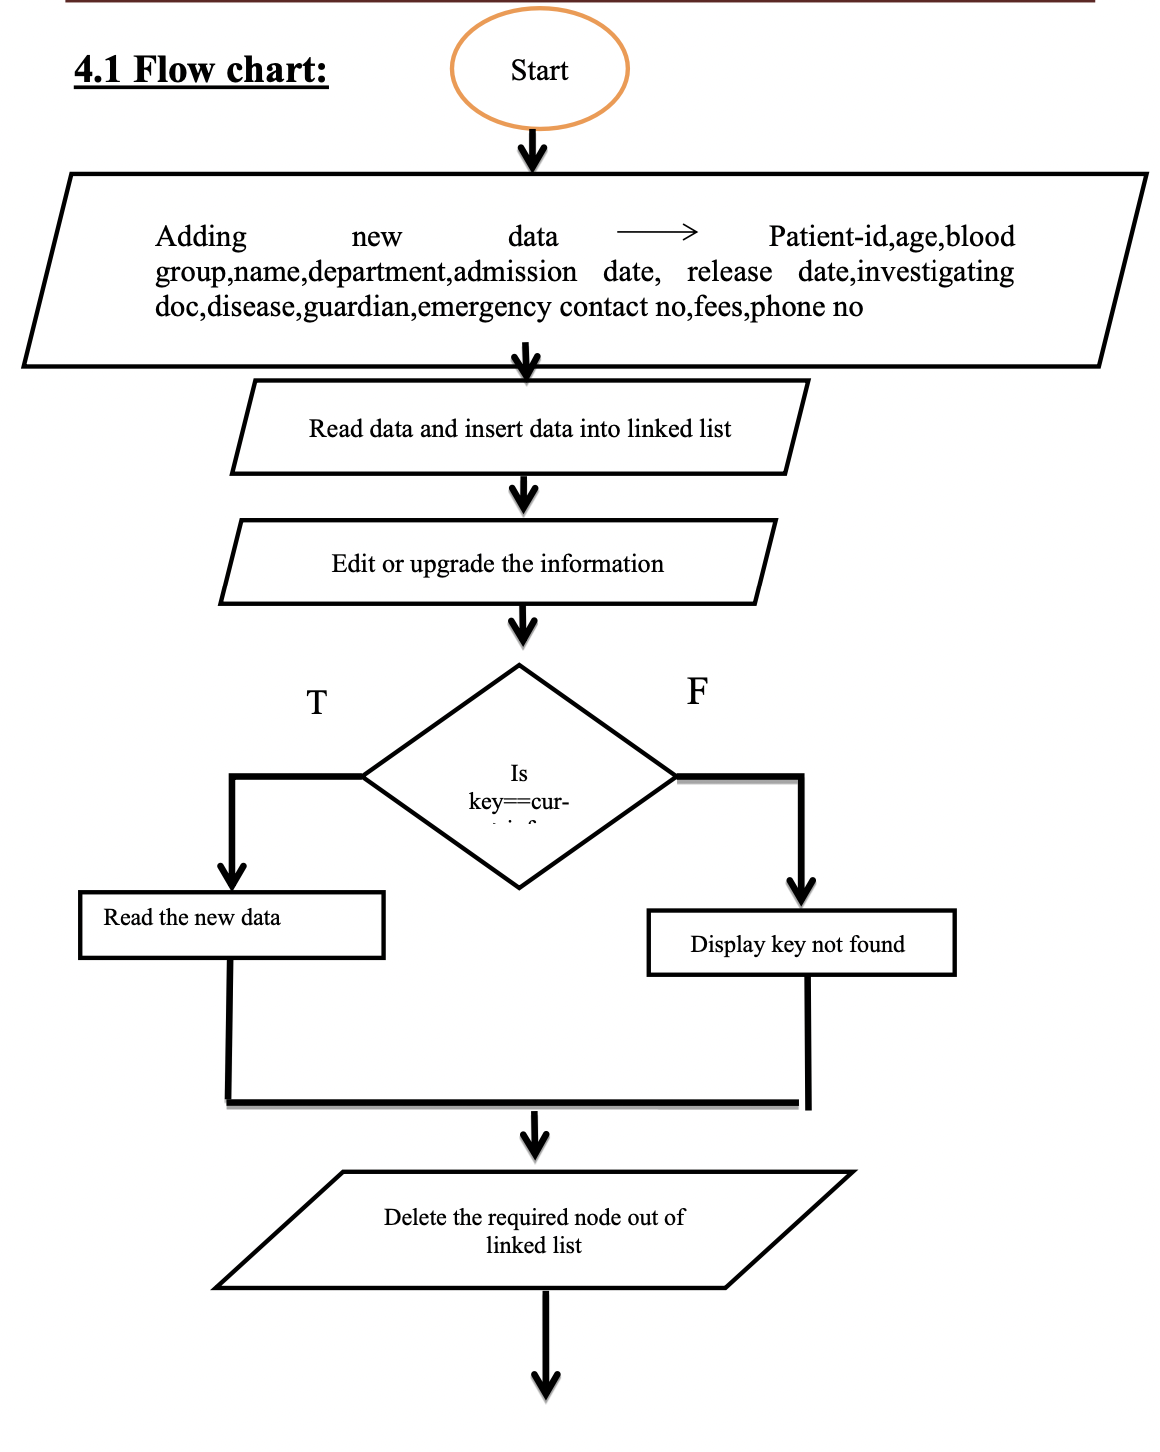 4.1 Flow chart:
Start
Adding new data → Patient-id,age,blood
group,name,department,admission date, release date,investigating
doc,disease,guardian,emergency contact no,fees,phone no
Read data and insert data into linked list
Edit or upgrade the information
T
F
Is
key==cur-
Read the new data
Display key not found
Delete the required node out of
linked list